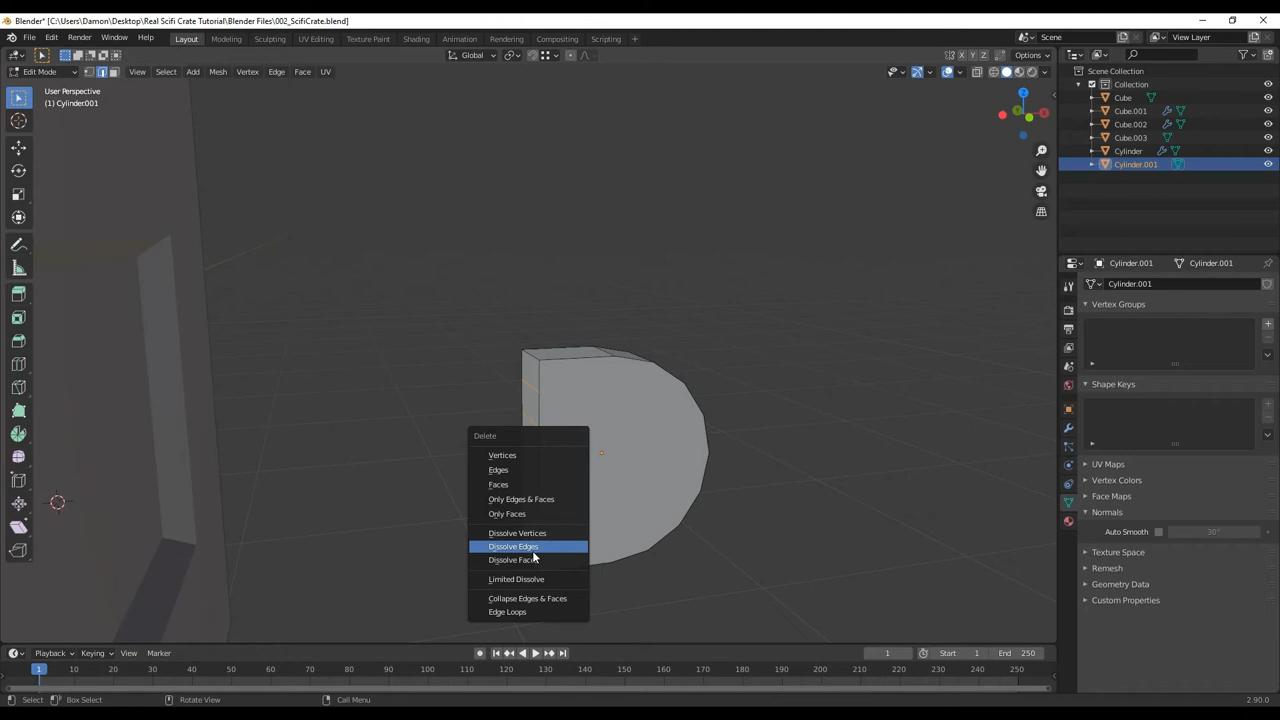 Blender* [C:\Users\Damon\Desktop\Real Scifi Crate Tutorial\Blender Files\002_ScifiCrate.blend]
File Edit Render Window Help Layout Modeling Sculpting UV Editing Texture Paint Shading Animation Rendering Compositing Scripting Scene View Layer
Global X Y Z Options
Edit Mode View Select Add Mesh Vertex Edge Face UV
User Perspective
(1) Cylinder.001
Z
Y
X
Scene Collection
Collection
Cube
Cube.001
Cube.002
Cube.003
Cylinder
Cylinder.001
Cylinder.001 Cylinder.001
Cylinder.001
Vertex Groups
Shape Keys
UV Maps
Vertex Colors
Face Maps
Normals
Auto Smooth 30°
Texture Space
Remesh
Geometry Data
Custom Properties
Delete
Vertices
Edges
Faces
Only Edges & Faces
Only Faces
Dissolve Vertices
Dissolve Edges
Dissolve Faces
Limited Dissolve
Collapse Edges & Faces
Edge Loops
Playback Keying View Marker 1 Start 1 End 250
1 10 20 30 40 50 60 70 80 90 100 110 120 130 140 150 160 170 180 190 200 210 220 230 240 250
Select Box Select Rotate View Call Menu 2.90.0